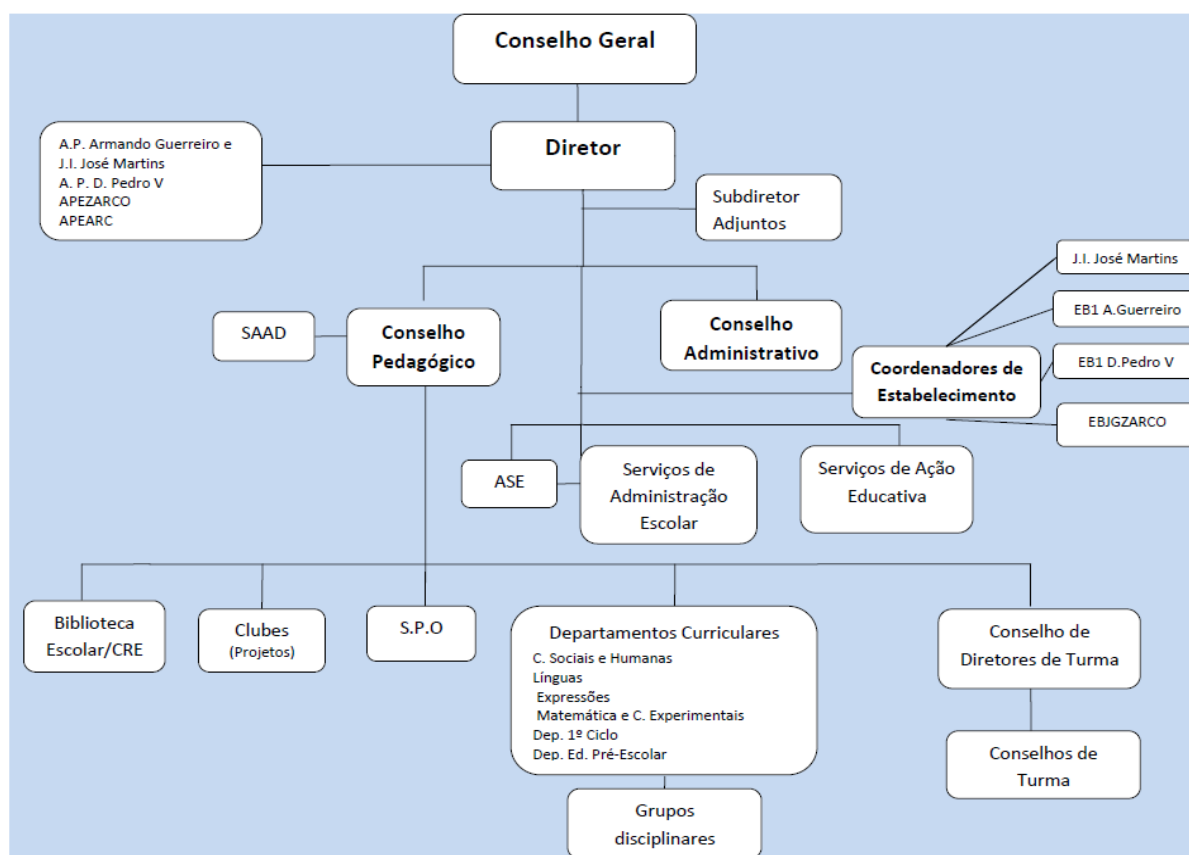 Conselho Geral
Diretor
A.P. Armando Guerreiro e
J.I. José Martins
A. P. D. Pedro V
APEZARCO
APEARC
Subdiretor
Adjuntos
J.I. José Martins
EB1 A.Guerreiro
EB1 D.Pedro V
EBJGZARCO
SAAD
Conselho
Pedagógico
Conselho
Administrativo
Coordenadores de
Estabelecimento
ASE
Serviços de
Administração
Escolar
Serviços de Ação
Educativa
Biblioteca
Escolar/CRE
Clubes
(Projetos)
S.P.O
Departamentos Curriculares
C. Sociais e Humanas
Línguas
Expressões
Matemática e C. Experimentais
Dep. 1º Ciclo
Dep. Ed. Pré-Escolar
Conselho de
Diretores de Turma
Conselhos de
Turma
Grupos
disciplinares